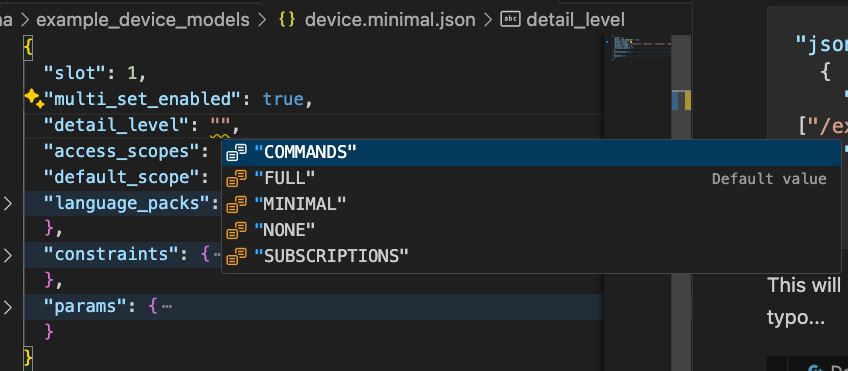 na > example_device_models > {} device.minimal.json > abc detail_level
{
"slot": 1,
"multi_set_enabled": true,
"detail_level": "",
"access_scopes":
"default_scope":
"language_packs":
},
"constraints": {⋯
},
"params": {⋯
}
}
"COMMANDS"
"FULL" Default value
"MINIMAL"
"NONE"
"SUBSCRIPTIONS"
"json
{
"
["/ex
"
This will
typo...